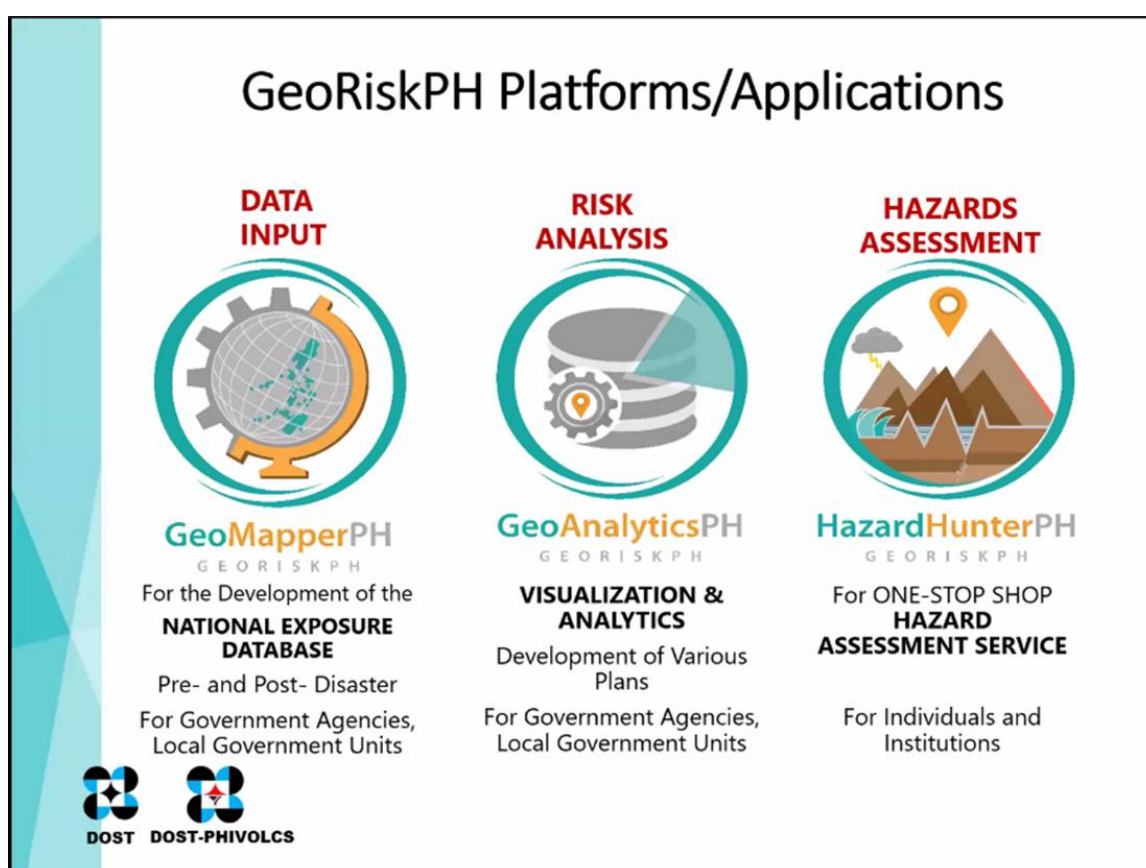 GeoRiskPH Platforms/Applications
DATA
INPUT
GeoMapperPH
GEORISKPH
For the Development of the
NATIONAL EXPOSURE
DATABASE
Pre- and Post- Disaster
For Government Agencies,
Local Government Units
RISK
ANALYSIS
GeoAnalyticsPH
GEORISKPH
VISUALIZATION &
ANALYTICS
Development of Various
Plans
For Government Agencies,
Local Government Units
HAZARDS
ASSESSMENT
HazardHunterPH
GEORISKPH
For ONE-STOP SHOP
HAZARD
ASSESSMENT SERVICE
For Individuals and
Institutions
DOST
DOST-PHIVOLCS